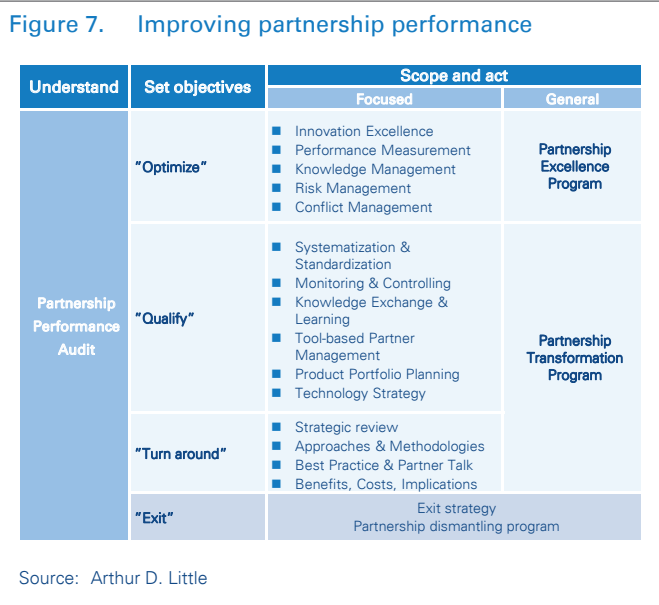 Figure 7. Improving partnership performance
Understand
Set objectives
Scope and act
Focused
General
Partnership
Performance
Audit
”Optimize”
■ Innovation Excellence
■ Performance Measurement
■ Knowledge Management
■ Risk Management
■ Conflict Management
Partnership
Excellence
Program
”Qualify”
■ Systematization &
Standardization
■ Monitoring & Controlling
■ Knowledge Exchange &
Learning
■ Tool-based Partner
Management
■ Product Portfolio Planning
■ Technology Strategy
Partnership
Transformation
Program
”Turn around”
■ Strategic review
■ Approaches & Methodologies
■ Best Practice & Partner Talk
■ Benefits, Costs, Implications
”Exit”
Exit strategy
Partnership dismantling program
Source: Arthur D. Little